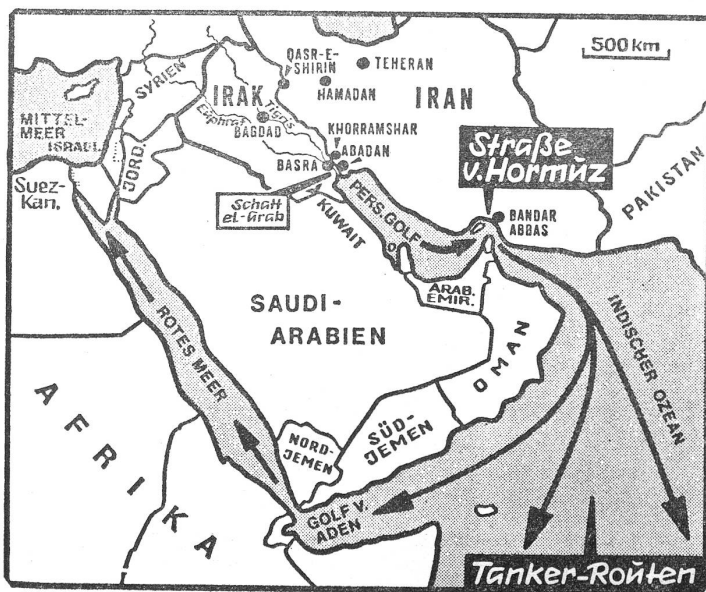 500 km
QASR-E-
SHIRIN
TEHERAN
HAMADAN
SYRIEN
IRAK
IRAN
MITTEL-
MEER
ISRAEL
Euphrat
Tigris
BAGDAD
JORD.
KHORRAMSHAR
ABADAN
BASRA
Suez-
Kan.
Schatt
el-Arab
KUWAIT
PERS. GOLF
Straße
v. Hormuz
BANDAR
ABBAS
PAKISTAN
ARAB.
EMIR.
SAUDI-
ARABIEN
ROTES MEER
OMAN
INDISCHER OZEAN
AFRIKA
NORD-
JEMEN
SÜD-
JEMEN
GOLF V.
ADEN
Tanker-Routen